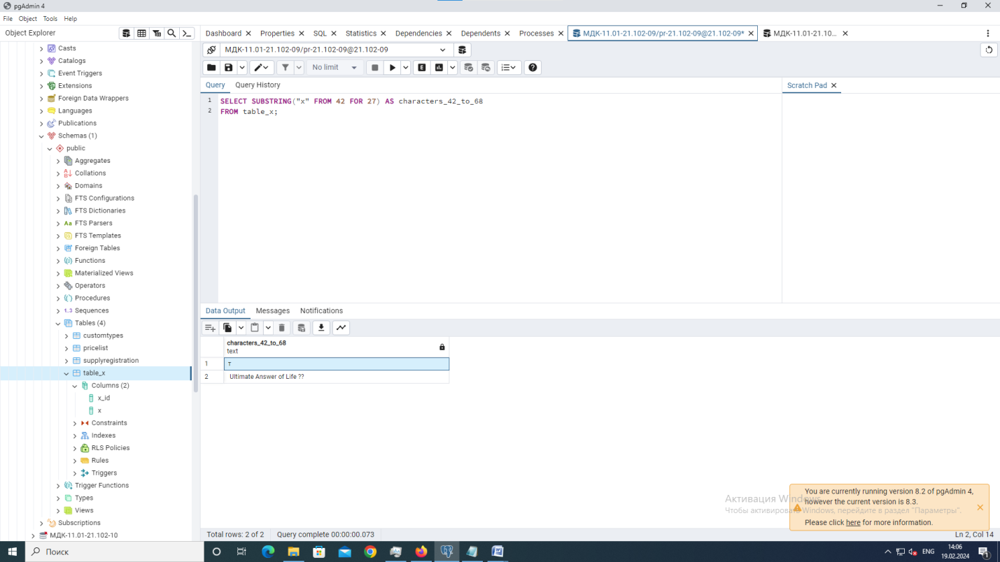 pgAdmin 4
File Object Tools Help
Object Explorer
Dashboard Properties SQL Statistics Dependencies Dependents Processes МДК-11.01-21.102-09/pr-21.102-09@21.102-09* МДК-11.01-21.10...
МДК-11.01-21.102-09/pr-21.102-09@21.102-09
No limit
Query Query History
Scratch Pad
1 SELECT SUBSTRING("x" FROM 42 FOR 27) AS characters_42_to_68
2 FROM table_x;
Casts
Catalogs
Event Triggers
Extensions
Foreign Data Wrappers
Languages
Publications
Schemas (1)
public
Aggregates
Collations
Domains
FTS Configurations
FTS Dictionaries
FTS Parsers
FTS Templates
Foreign Tables
Functions
Materialized Views
Operators
Procedures
Sequences
Tables (4)
customtypes
pricelist
supplyregistration
table_x
Columns (2)
x_id
x
Constraints
Indexes
RLS Policies
Rules
Triggers
Trigger Functions
Types
Views
Subscriptions
МДК-11.01-21.102-10
Data Output Messages Notifications
characters_42_to_68
text
1 т
2 Ultimate Answer of Life ??
Активация Windows
Чтобы активировать Windows, перейдите в раздел "Параметры".
You are currently running version 8.2 of pgAdmin 4,
however the current version is 8.3.
Please click here for more information.
Total rows: 2 of 2 Query complete 00:00:00.073
Ln 2, Col 14
Поиск
ENG
14:06
19.02.2024
1